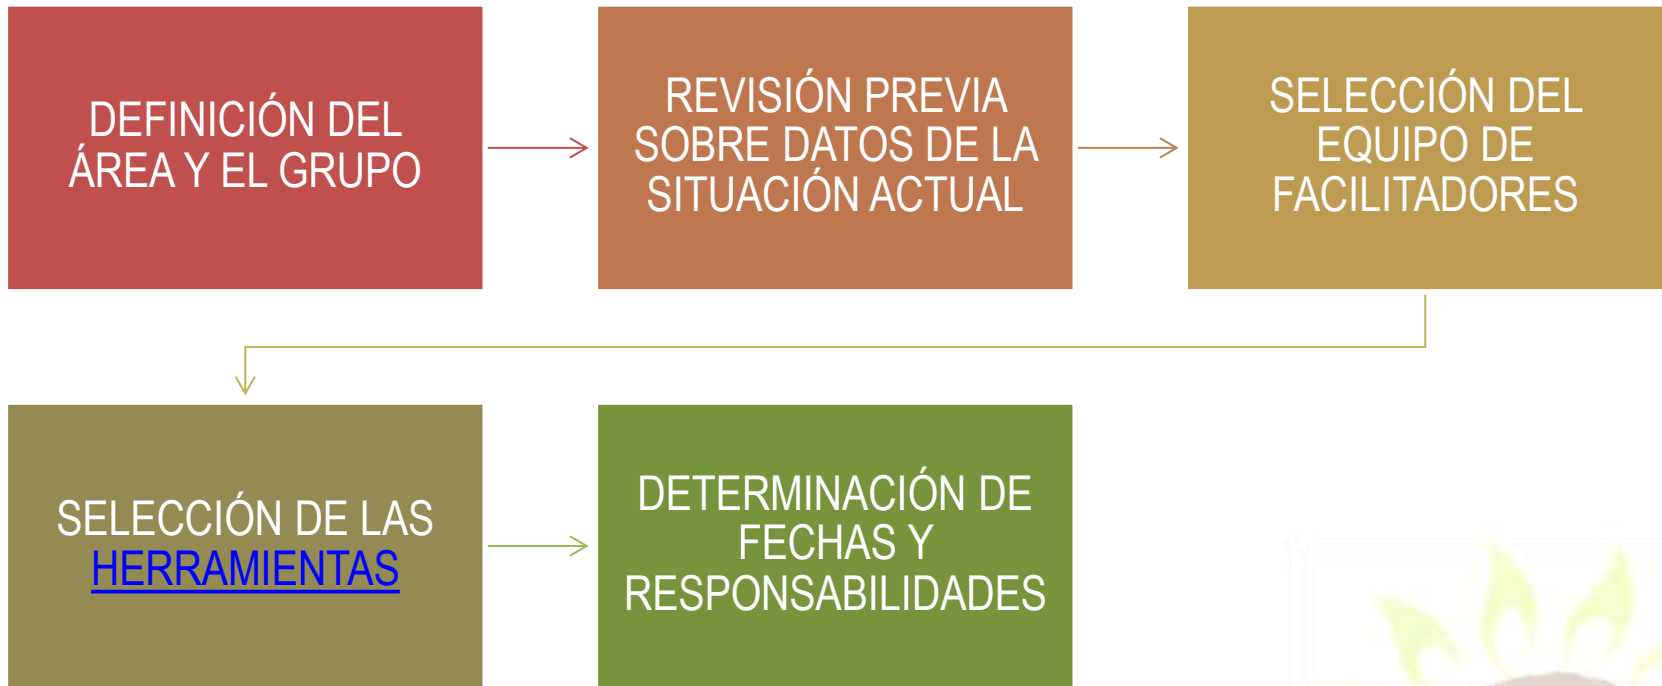 DEFINICIÓN DEL
ÁREA Y EL GRUPO
REVISIÓN PREVIA
SOBRE DATOS DE LA
SITUACIÓN ACTUAL
SELECCIÓN DEL
EQUIPO DE
FACILITADORES
SELECCIÓN DE LAS
HERRAMIENTAS
DETERMINACIÓN DE
FECHAS Y
RESPONSABILIDADES